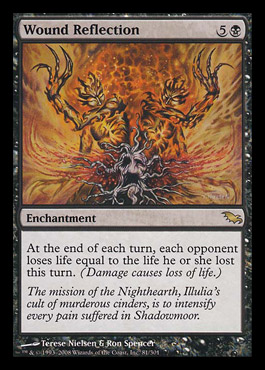 Wound Reflection 5
Enchantment
At the end of each turn, each opponent
loses life equal to the life he or she lost
this turn. (Damage causes loss of life.)
The mission of the Nighthearth, Illulia's
cult of murderous cinders, is to intensify
every pain suffered in Shadowmoor.
Terese Nielsen & Ron Spencer
™ & © 1993–2008 Wizards of the Coast, Inc. 81/301